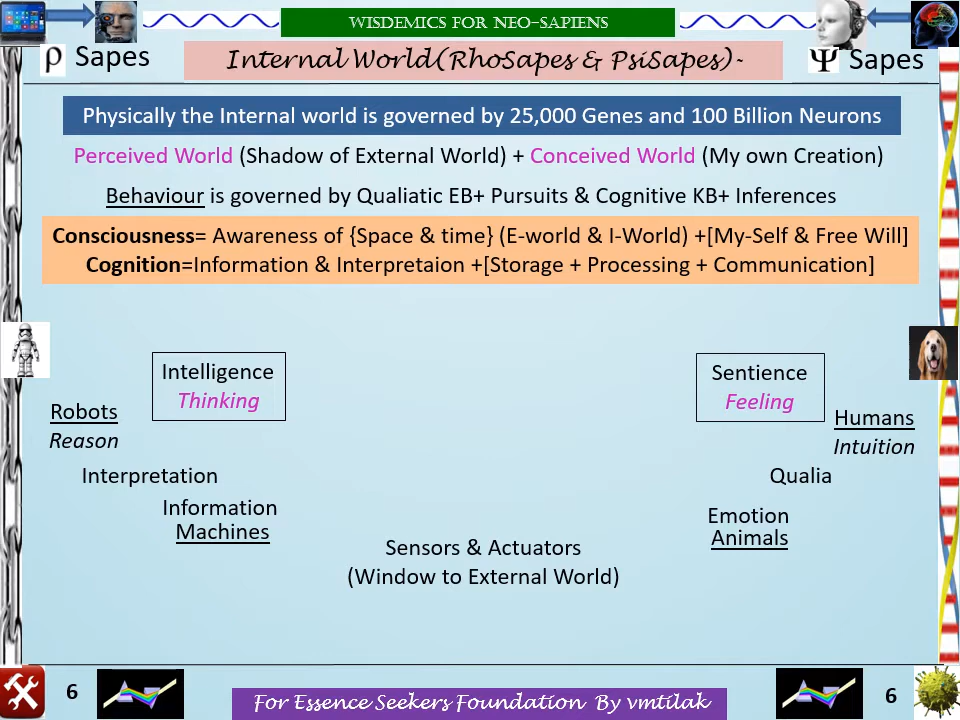 WISDEMICS FOR NEO-SAPIENS
ρ Sapes
Internal World(RhoSapes & PsiSapes)-
Ψ Sapes
Physically the Internal world is governed by 25,000 Genes and 100 Billion Neurons
Perceived World (Shadow of External World) + Conceived World (My own Creation)
Behaviour is governed by Qualiatic EB+ Pursuits & Cognitive KB+ Inferences
Consciousness= Awareness of {Space & time} (E-world & I-World) +[My-Self & Free Will]
Cognition=Information & Interpretaion +[Storage + Processing + Communication]
Intelligence
Thinking
Sentience
Feeling
Robots
Reason
Humans
Intuition
Interpretation
Qualia
Information
Machines
Emotion
Animals
Sensors & Actuators
(Window to External World)
6
For Essence Seekers Foundation By vmtilak
6